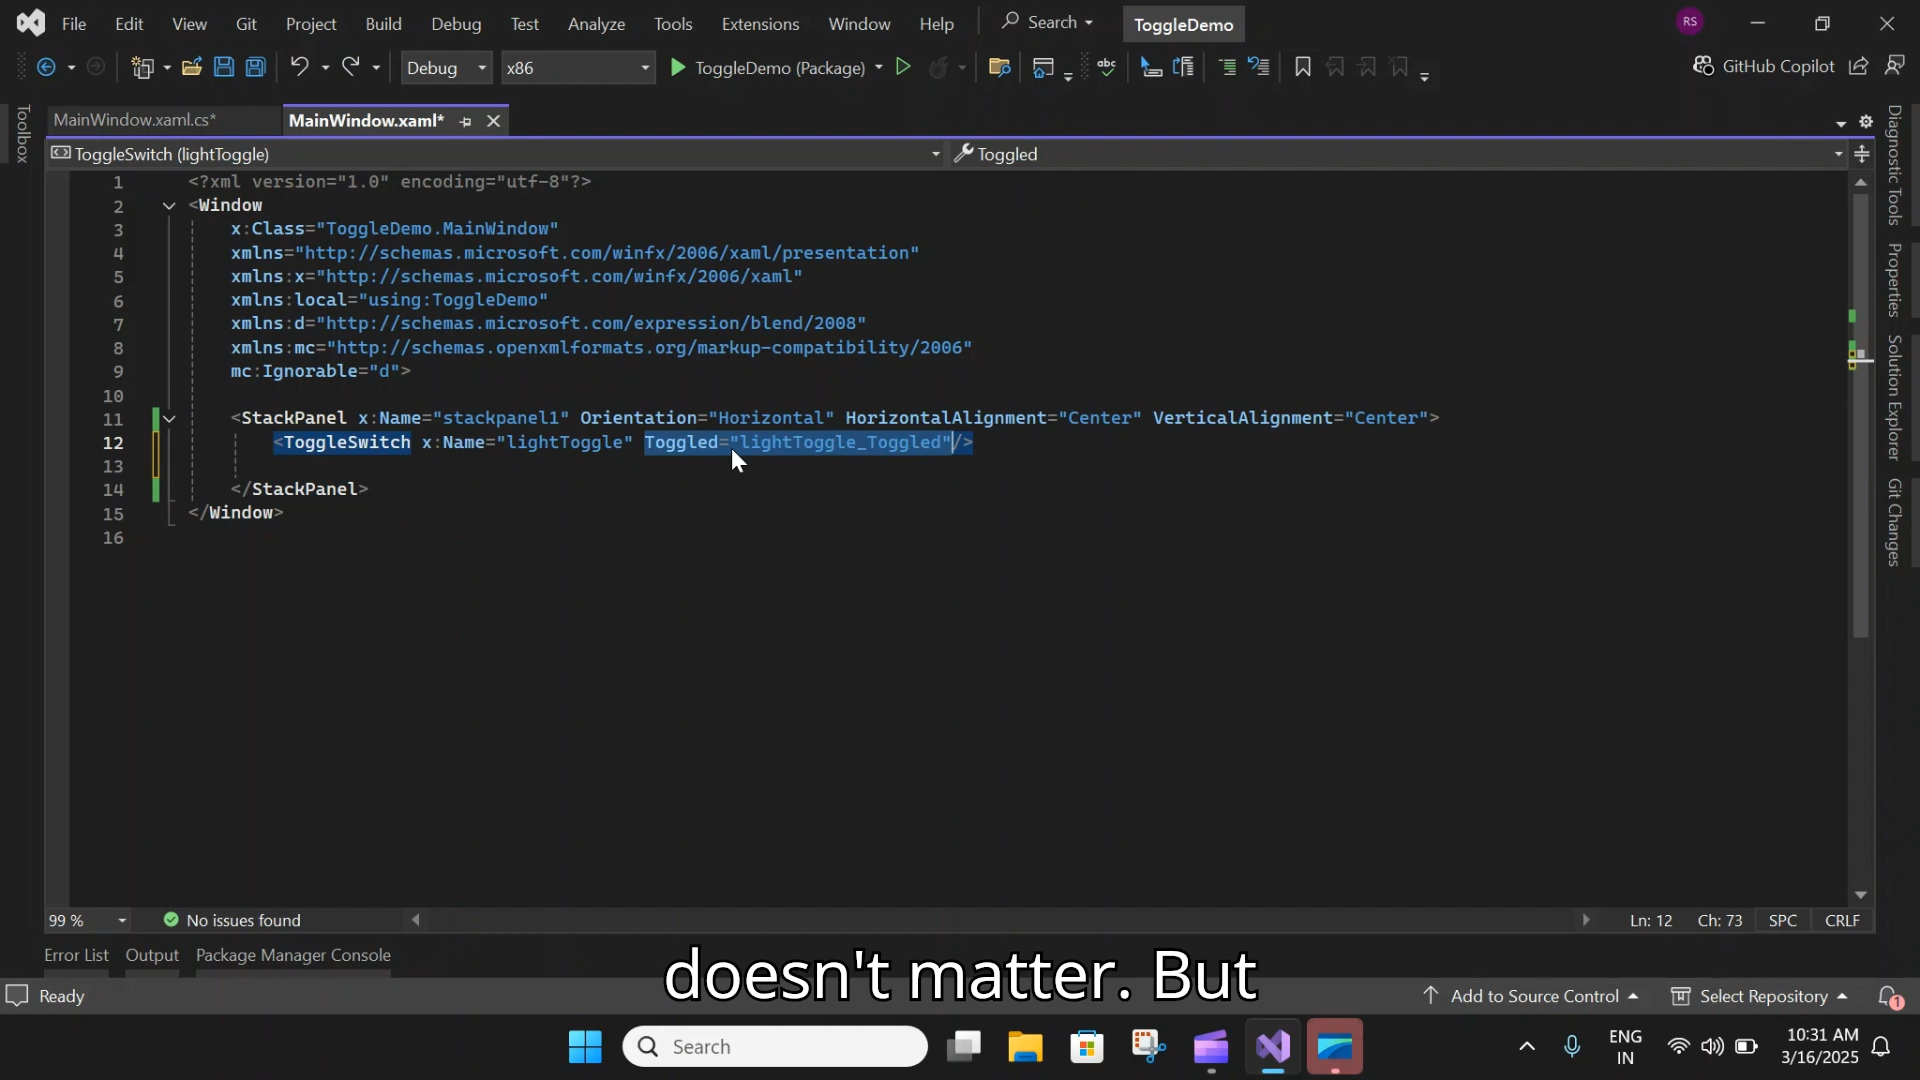 File Edit View Git Project Build Debug Test Analyze Tools Extensions Window Help Search ToggleDemo RS
Debug x86 ToggleDemo (Package) abc GitHub Copilot
MainWindow.xaml.cs* MainWindow.xaml*
ToggleSwitch (lightToggle) Toggled
Toolbox
1 <?xml version="1.0" encoding="utf-8"?>
2 <Window
3 x:Class="ToggleDemo.MainWindow"
4 xmlns="http://schemas.microsoft.com/winfx/2006/xaml/presentation"
5 xmlns:x="http://schemas.microsoft.com/winfx/2006/xaml"
6 xmlns:local="using:ToggleDemo"
7 xmlns:d="http://schemas.microsoft.com/expression/blend/2008"
8 xmlns:mc="http://schemas.openxmlformats.org/markup-compatibility/2006"
9 mc:Ignorable="d">
10
11 <StackPanel x:Name="stackpanel1" Orientation="Horizontal" HorizontalAlignment="Center" VerticalAlignment="Center">
12 <ToggleSwitch x:Name="lightToggle" Toggled="lightToggle_Toggled"/>
13
14 </StackPanel>
15 </Window>
16
Diagnostic Tools
Properties
Solution Explorer
Git Changes
99 % No issues found Ln: 12 Ch: 73 SPC CRLF
Error List Output Package Manager Console
doesn't matter. But
Ready Add to Source Control Select Repository 1
Search ENG IN 10:31 AM 3/16/2025